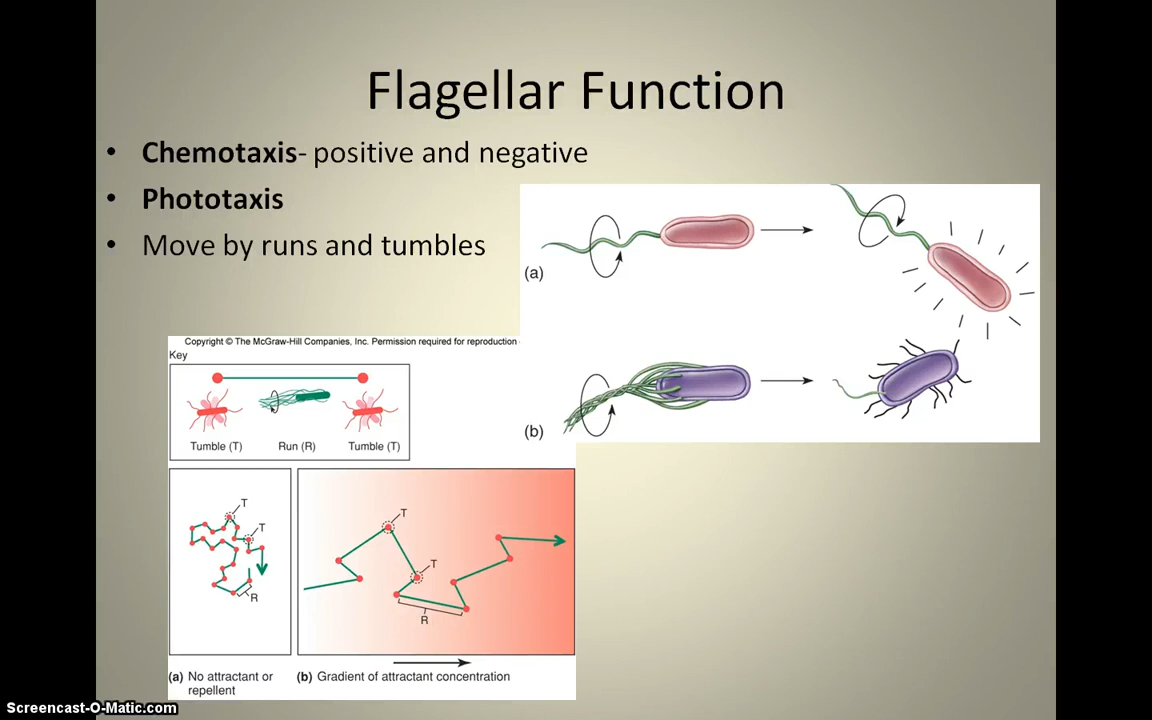 Flagellar Function
• Chemotaxis- positive and negative
• Phototaxis
• Move by runs and tumbles
(a)
(b)
Copyright © The McGraw-Hill Companies, Inc. Permission required for reproduction
Key
Tumble (T) Run (R) Tumble (T)
T
T
R
T
T
R
(a) No attractant or
repellent
(b) Gradient of attractant concentration
Screencast-O-Matic.com